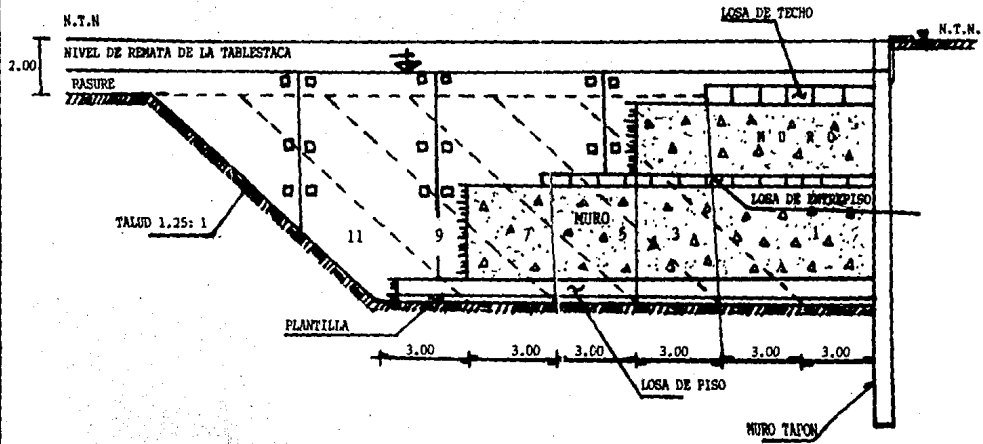 LOSA DE TECHO
N.T.N
N.T.N.
NIVEL DE REMATA DE LA TABLESTACA
2.00
RASURE
MURO
LOSA DE ENTREPISO
TALUD 1.25: 1
MURO
11
9
7
5
3
1
PLANTILLA
3.00
3.00
3.00
3.00
3.00
3.00
LOSA DE PISO
MURO TAPON